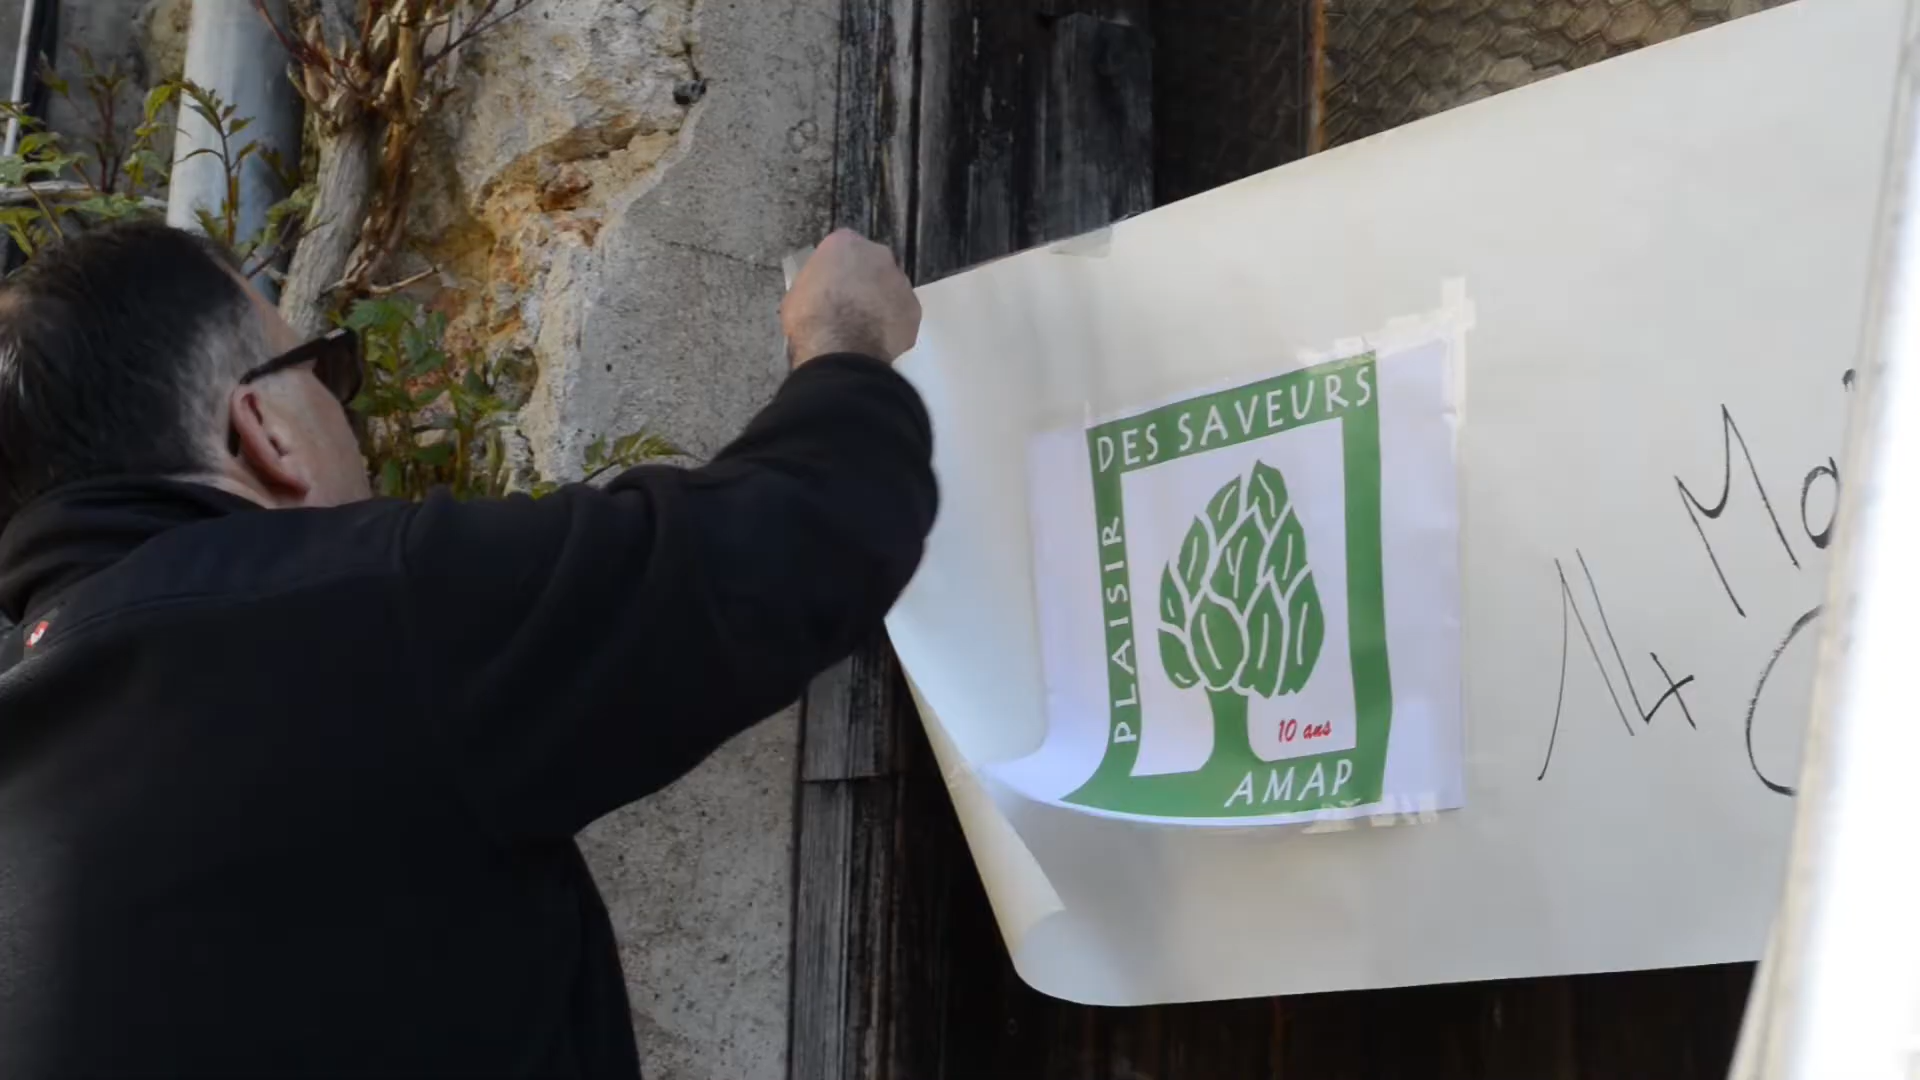 PLAISIR
DES SAVEURS
10 ans
AMAP
14